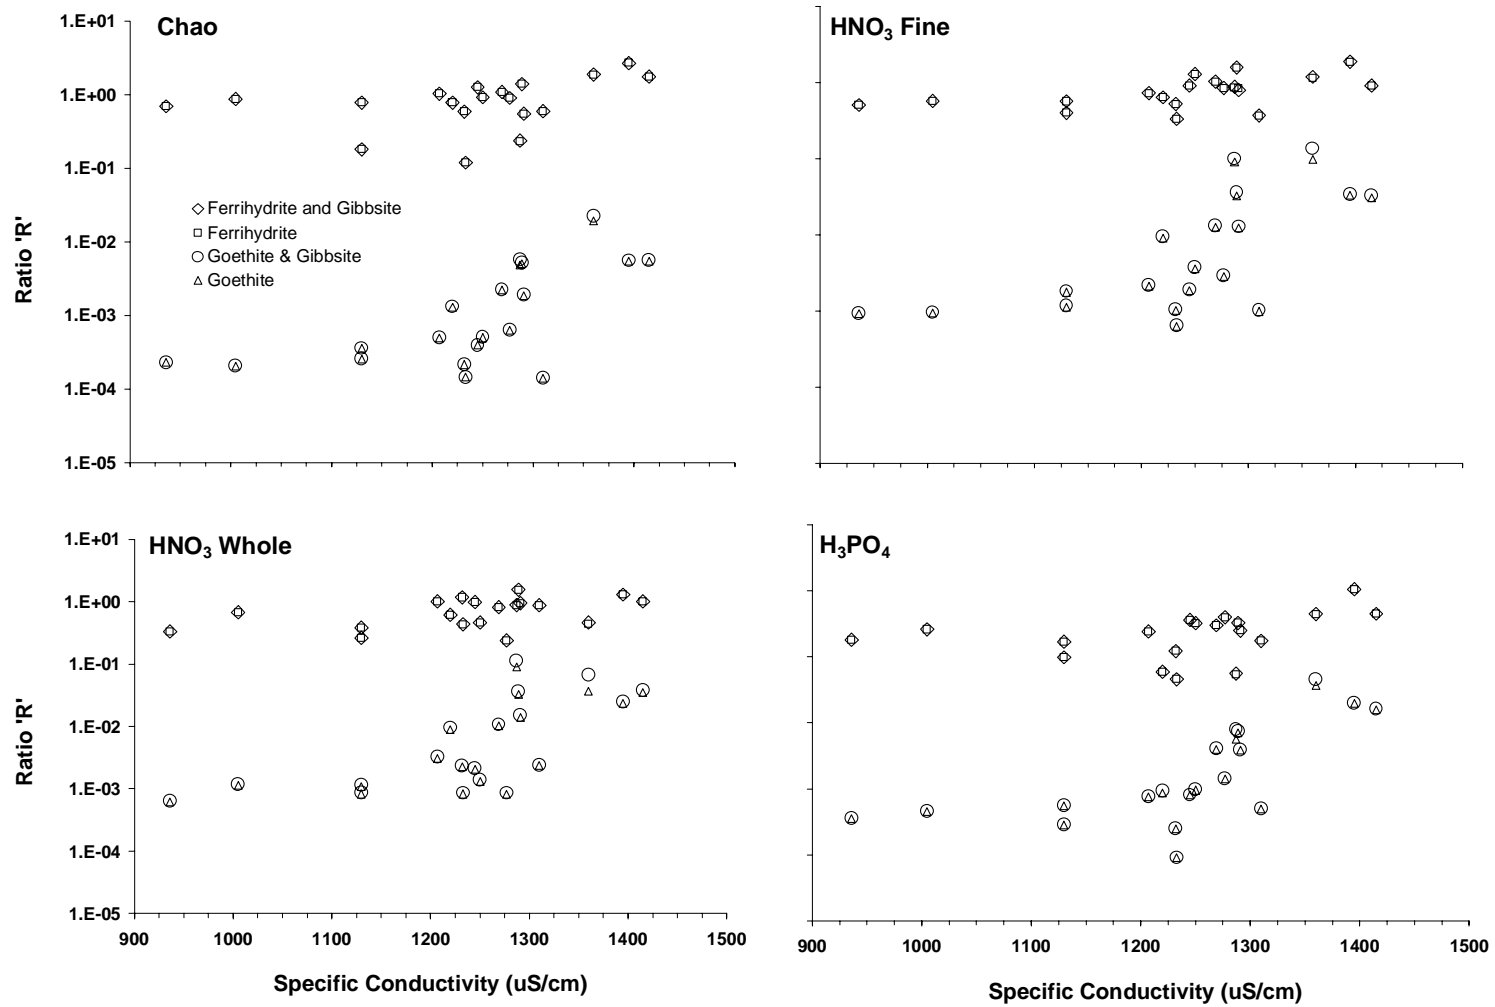 Chao
1.E+01
1.E+00
1.E-01
1.E-02
1.E-03
1.E-04
1.E-05
Ratio 'R'
Ferrihydrite and Gibbsite
Ferrihydrite
Goethite & Gibbsite
Goethite
HNO3 Fine
HNO3 Whole
1.E+01
1.E+00
1.E-01
1.E-02
1.E-03
1.E-04
1.E-05
Ratio 'R'
900 1000 1100 1200 1300 1400 1500
Specific Conductivity (uS/cm)
H3PO4
900 1000 1100 1200 1300 1400 1500
Specific Conductivity (uS/cm)